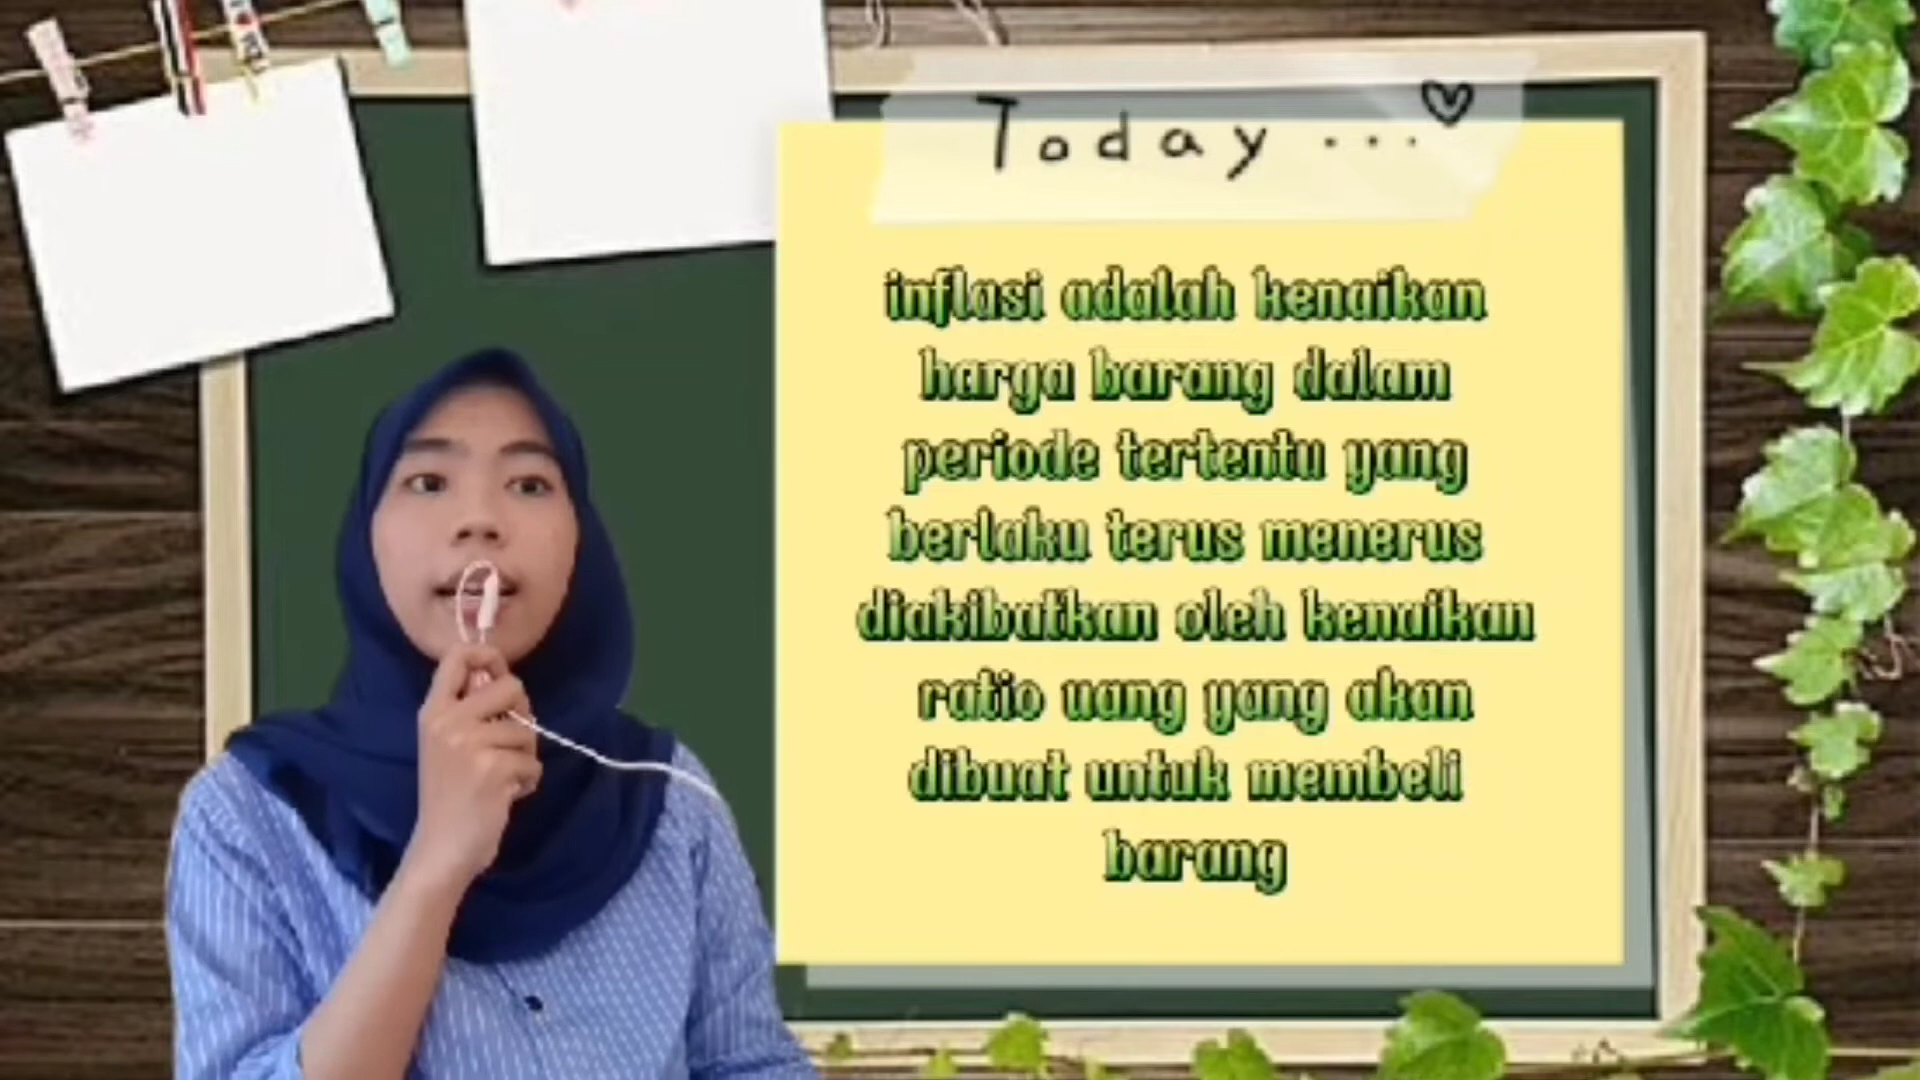 Today ...
inflasi adalah kenaikan
harga barang dalam
periode tertentu yang
berlaku terus menerus
diakibatkan oleh kenaikan
ratio uang yang akan
dibuat untuk membeli
barang